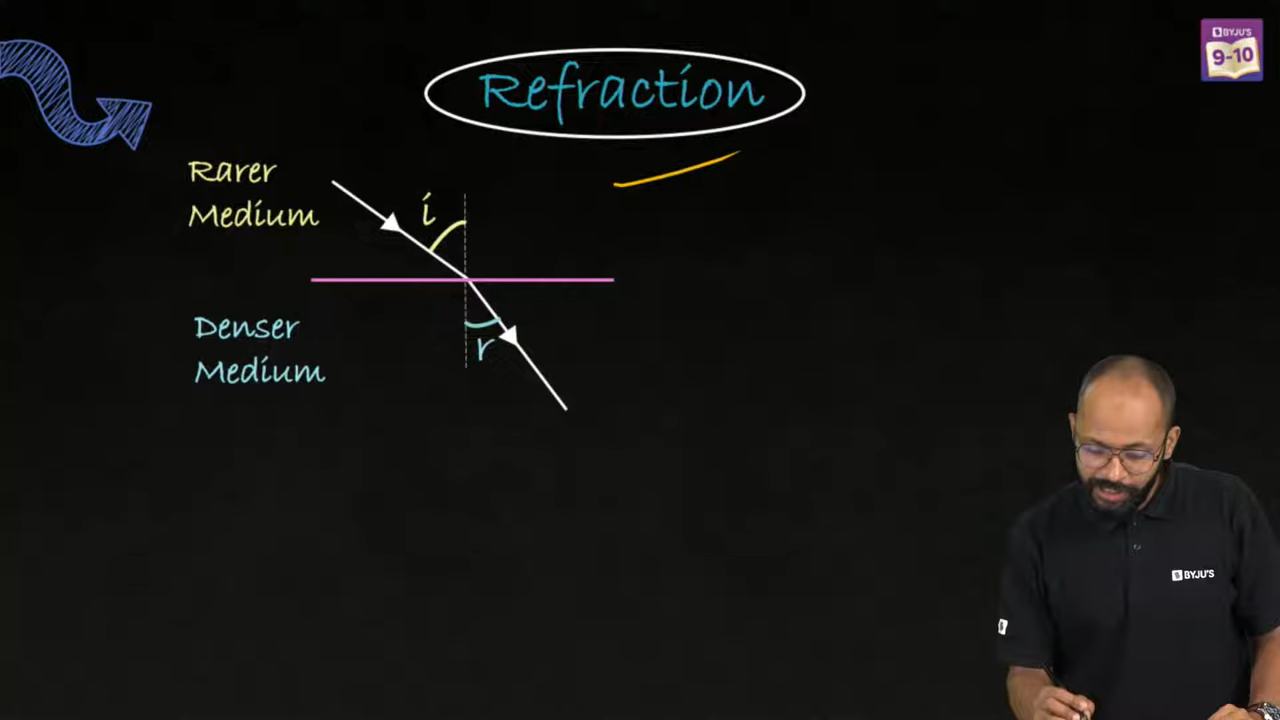 BYJU'S
9-10
Refraction
Rarer
Medium
i
Denser
Medium
r
BYJU'S